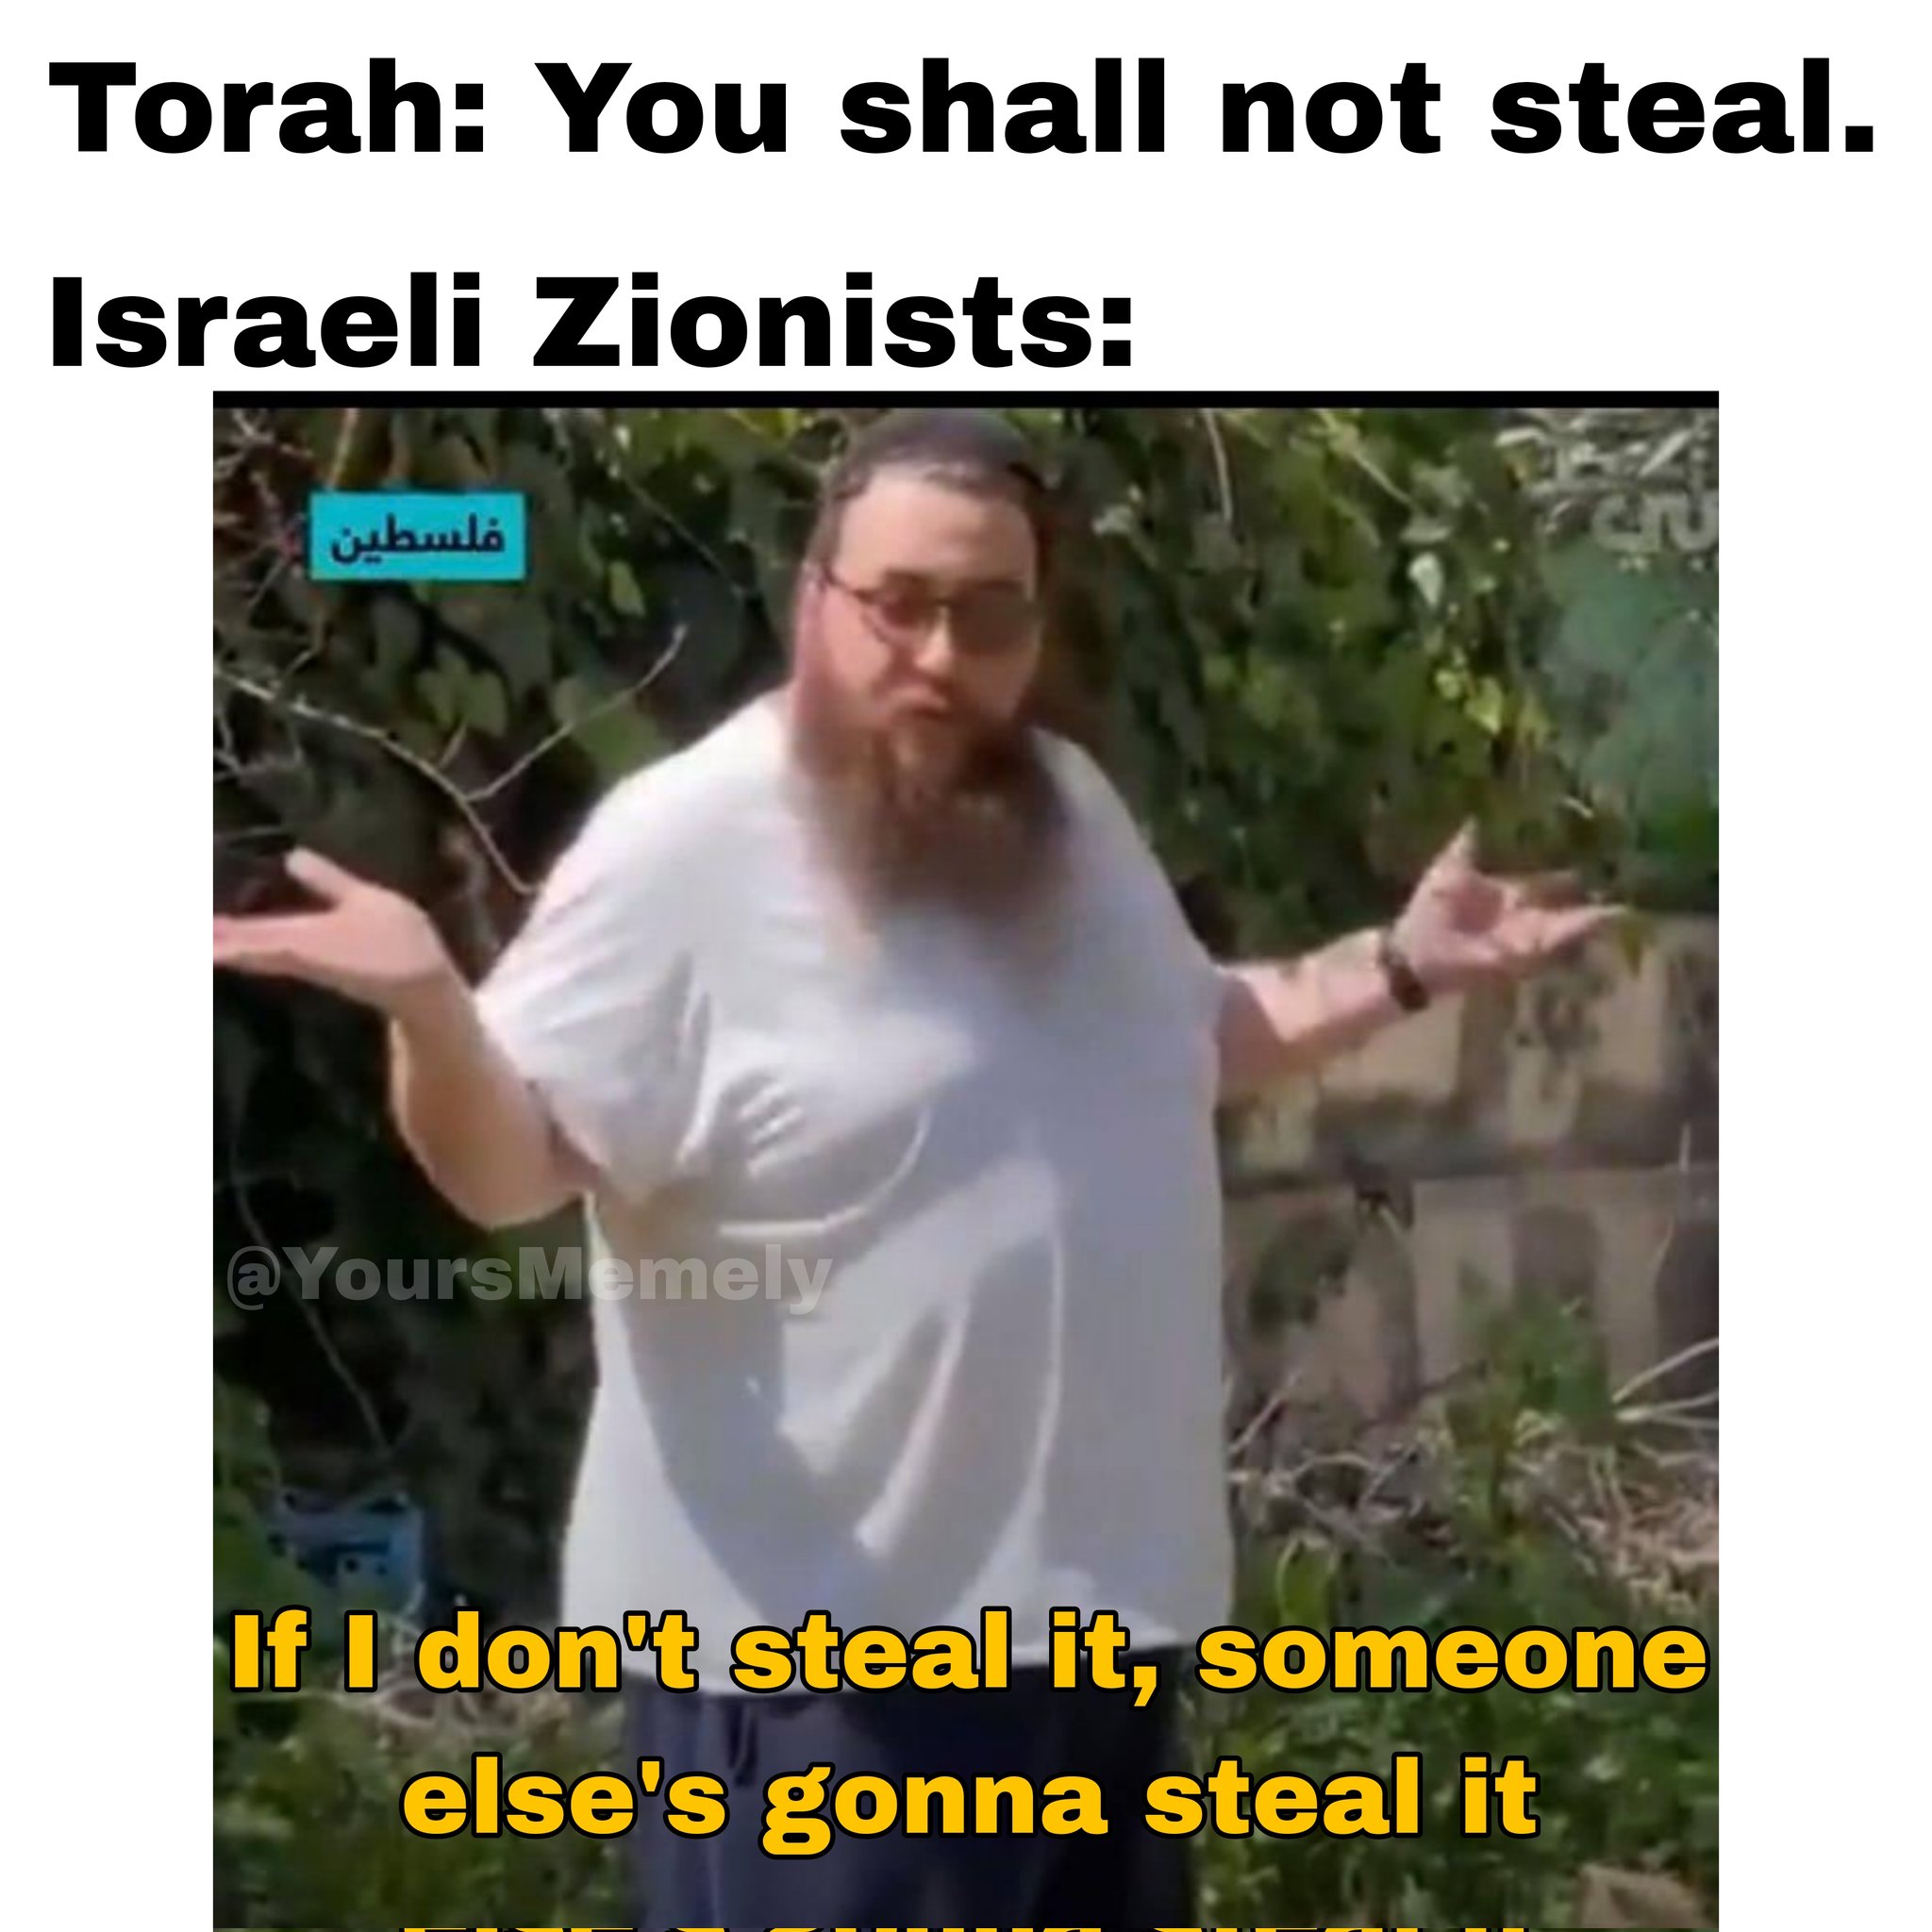 Torah: You shall not steal.
Israeli Zionists:
فلسطين
@YoursMemely
If I don't steal it, someone
else's gonna steal it